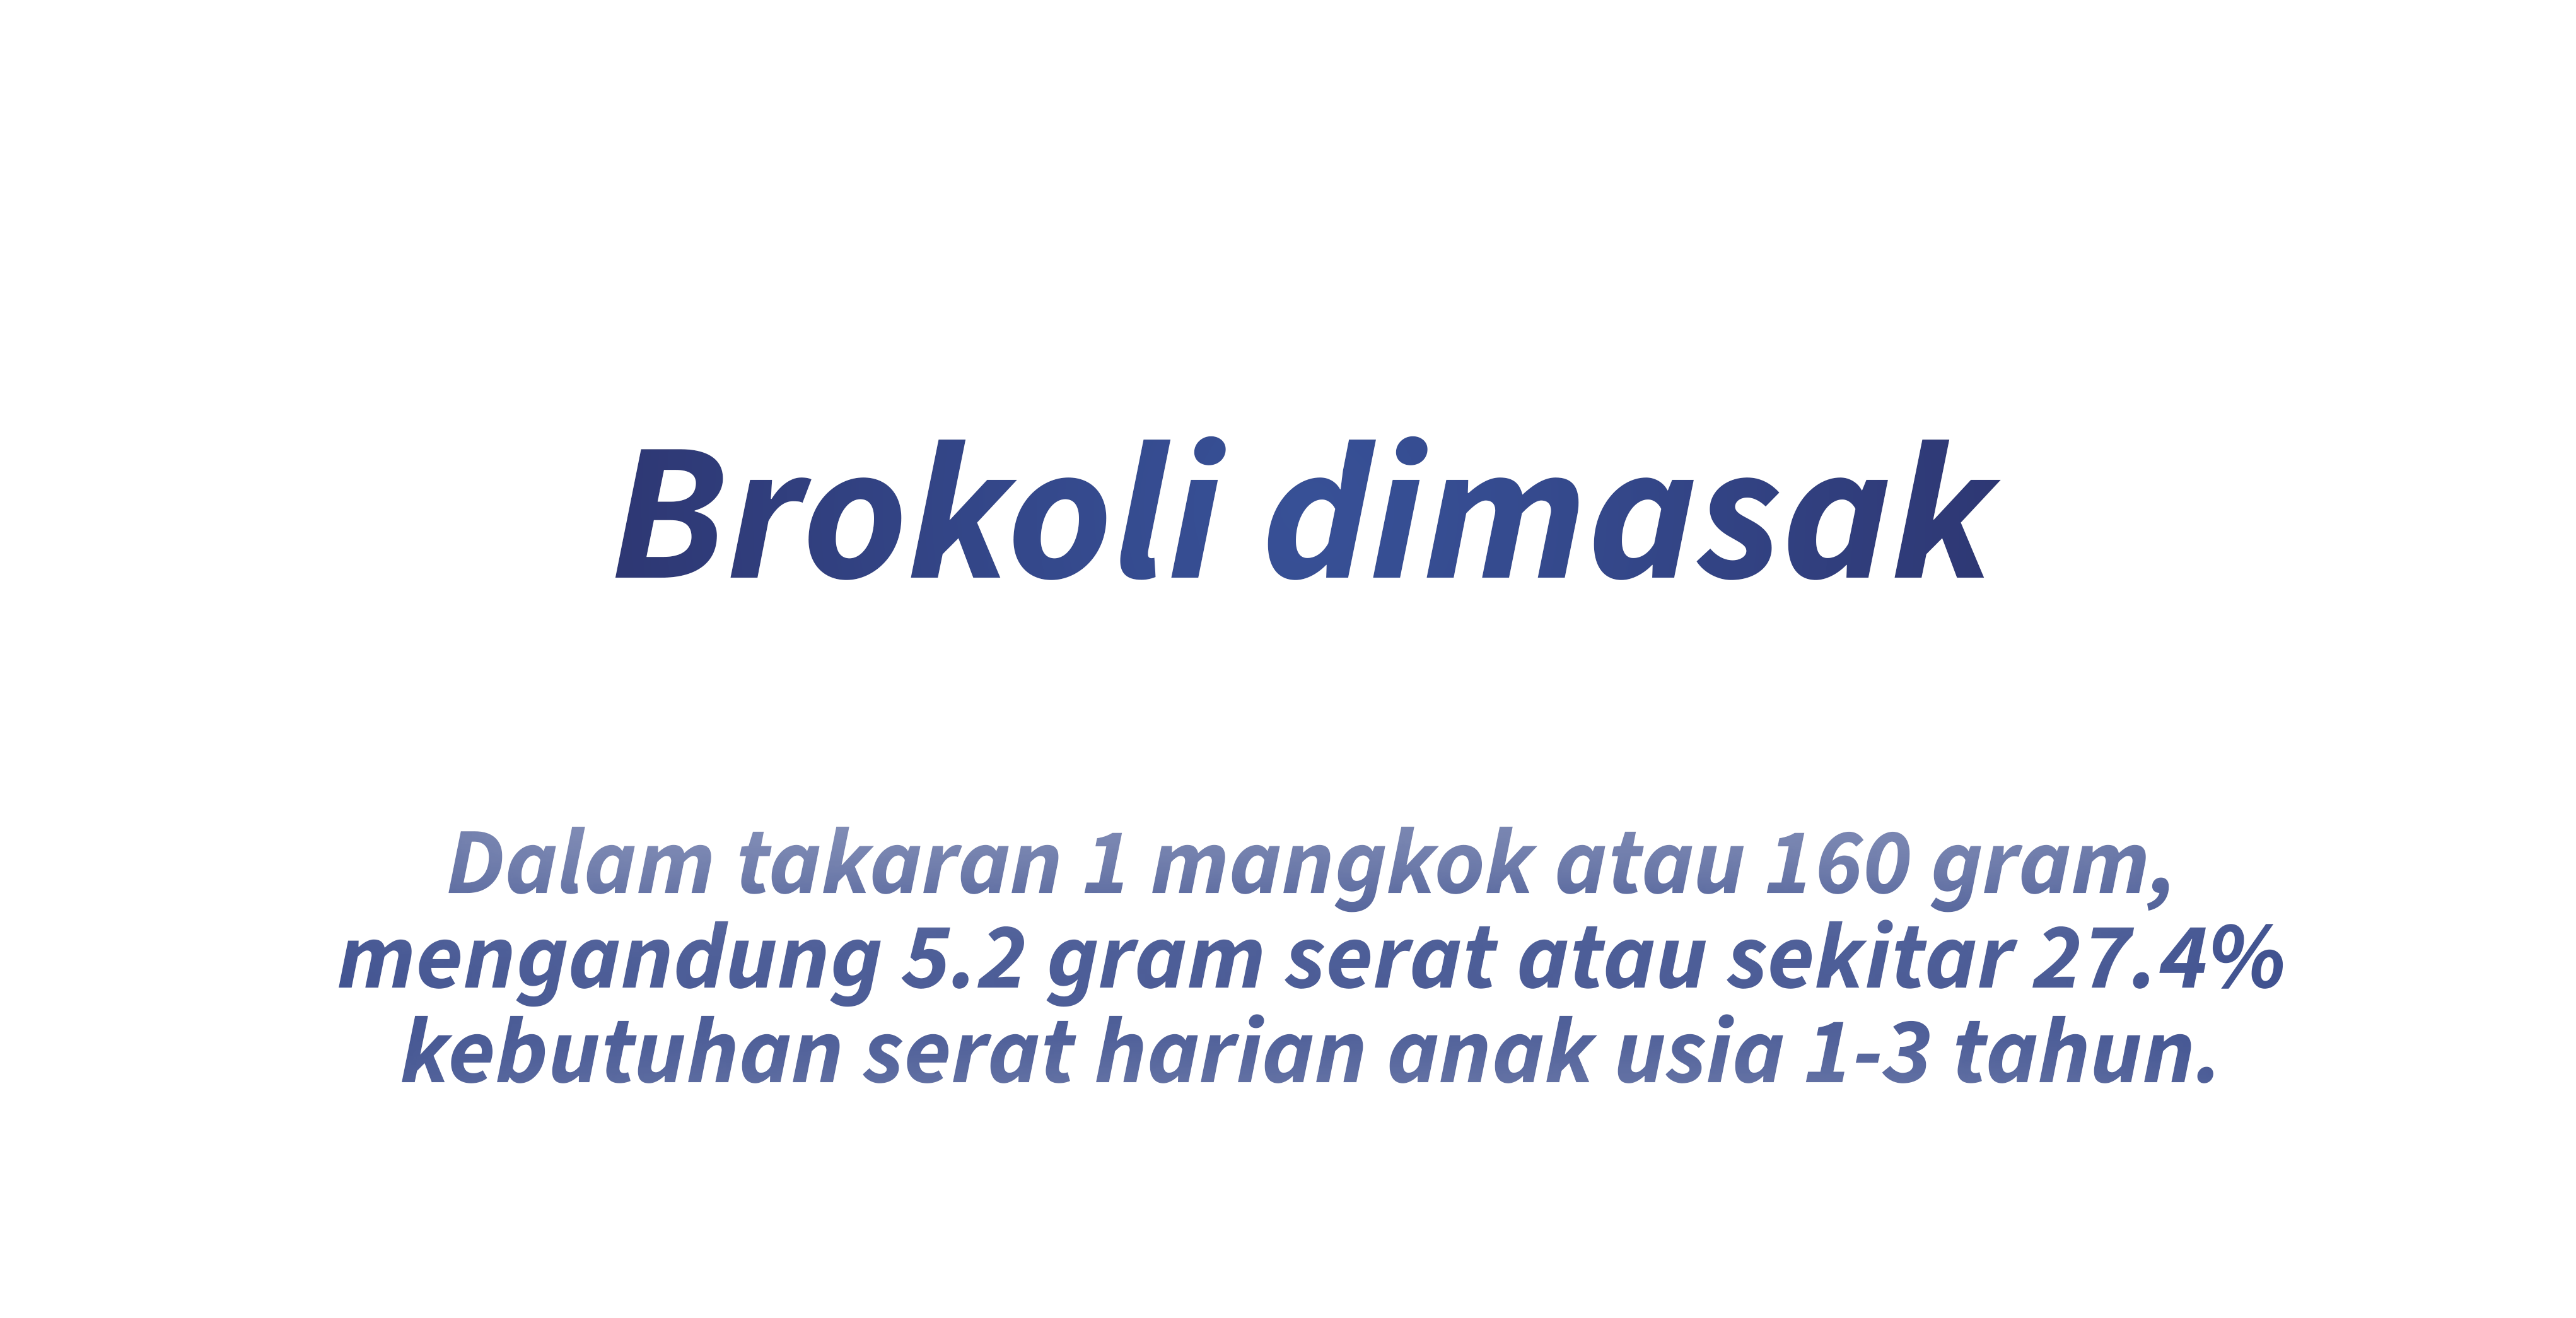 Brokoli dimasak
Dalam takaran 1 mangkok atau 160 gram,
mengandung 5.2 gram serat atau sekitar 27.4%
kebutuhan serat harian anak usia 1-3 tahun.